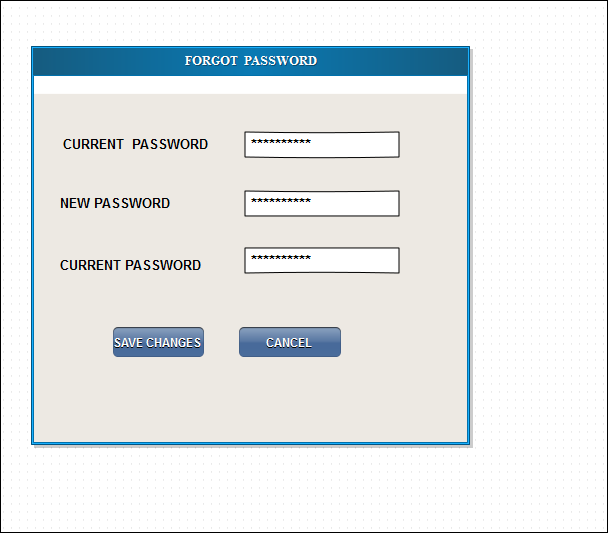 FORGOT PASSWORD
CURRENT PASSWORD **********
NEW PASSWORD **********
CURRENT PASSWORD **********
SAVE CHANGES CANCEL